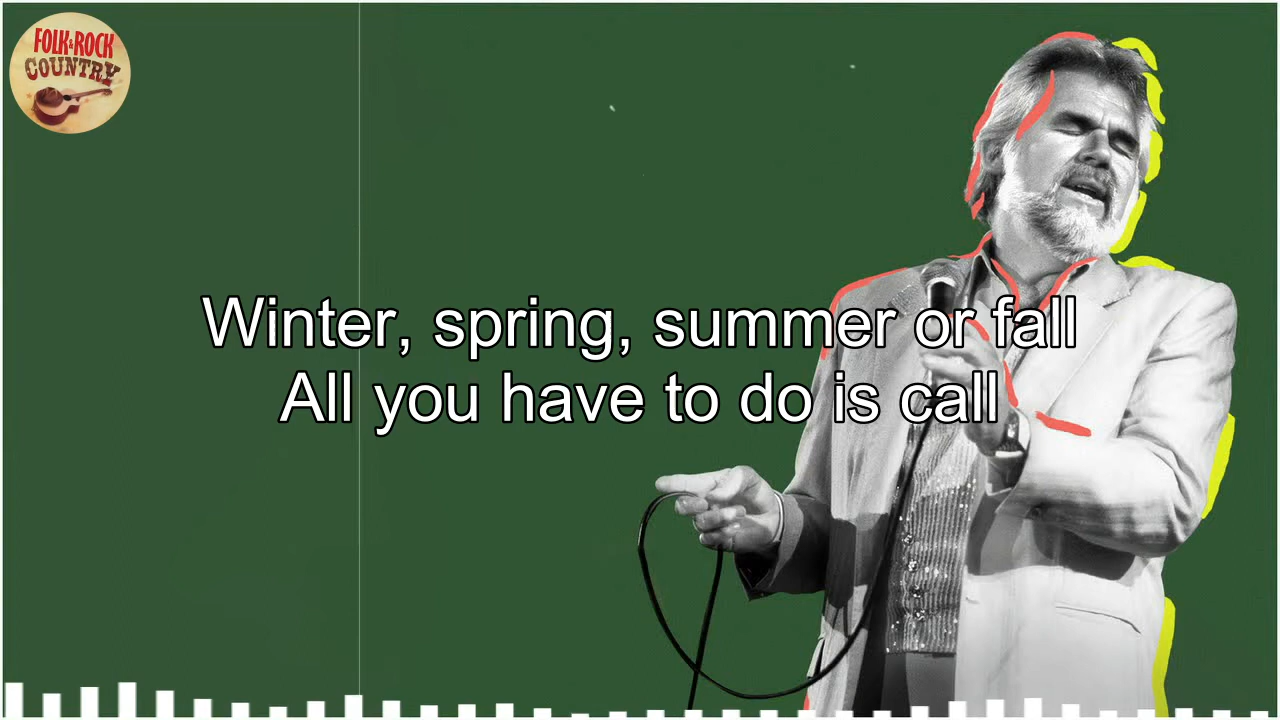 FOLK & ROCK
COUNTRY
Winter, spring, summer or fall
All you have to do is call